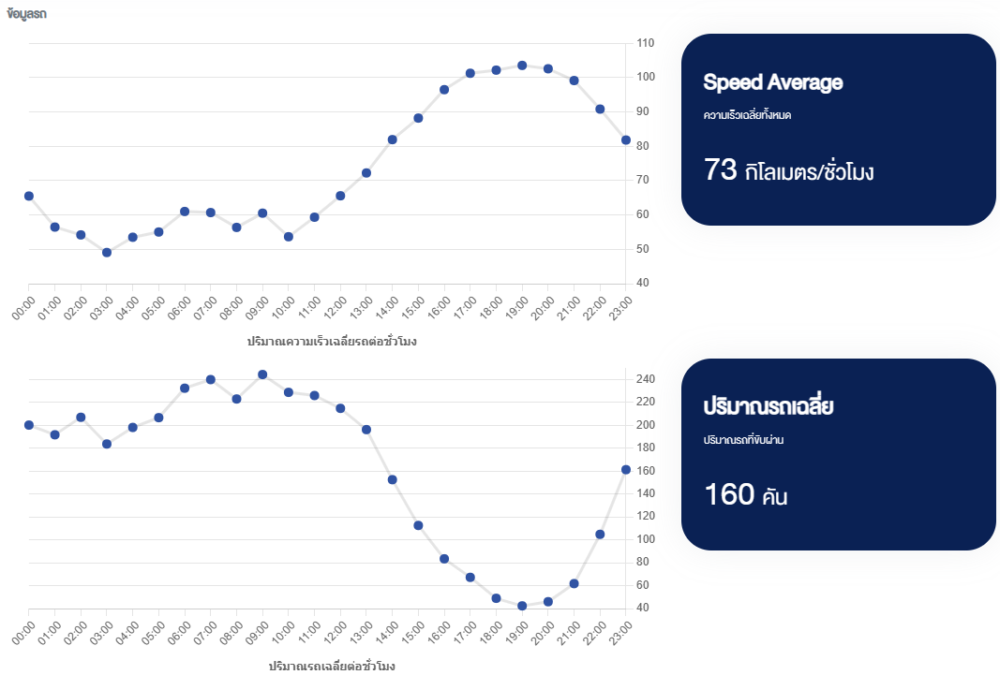 ข้อมูลรถ
110
100
90
80
70
60
50
40
00:00 01:00 02:00 03:00 04:00 05:00 06:00 07:00 08:00 09:00 10:00 11:00 12:00 13:00 14:00 15:00 16:00 17:00 18:00 19:00 20:00 21:00 22:00 23:00
ปริมาณความเร็วเฉลี่ยรถต่อชั่วโมง
Speed Average
ความเร็วเฉลี่ยทั้งหมด
73 กิโลเมตร/ชั่วโมง
240
220
200
180
160
140
120
100
80
60
40
00:00 01:00 02:00 03:00 04:00 05:00 06:00 07:00 08:00 09:00 10:00 11:00 12:00 13:00 14:00 15:00 16:00 17:00 18:00 19:00 20:00 21:00 22:00 23:00
ปริมาณรถเฉลี่ยต่อชั่วโมง
ปริมาณรถเฉลี่ย
ปริมาณรถที่ขับผ่าน
160 คัน